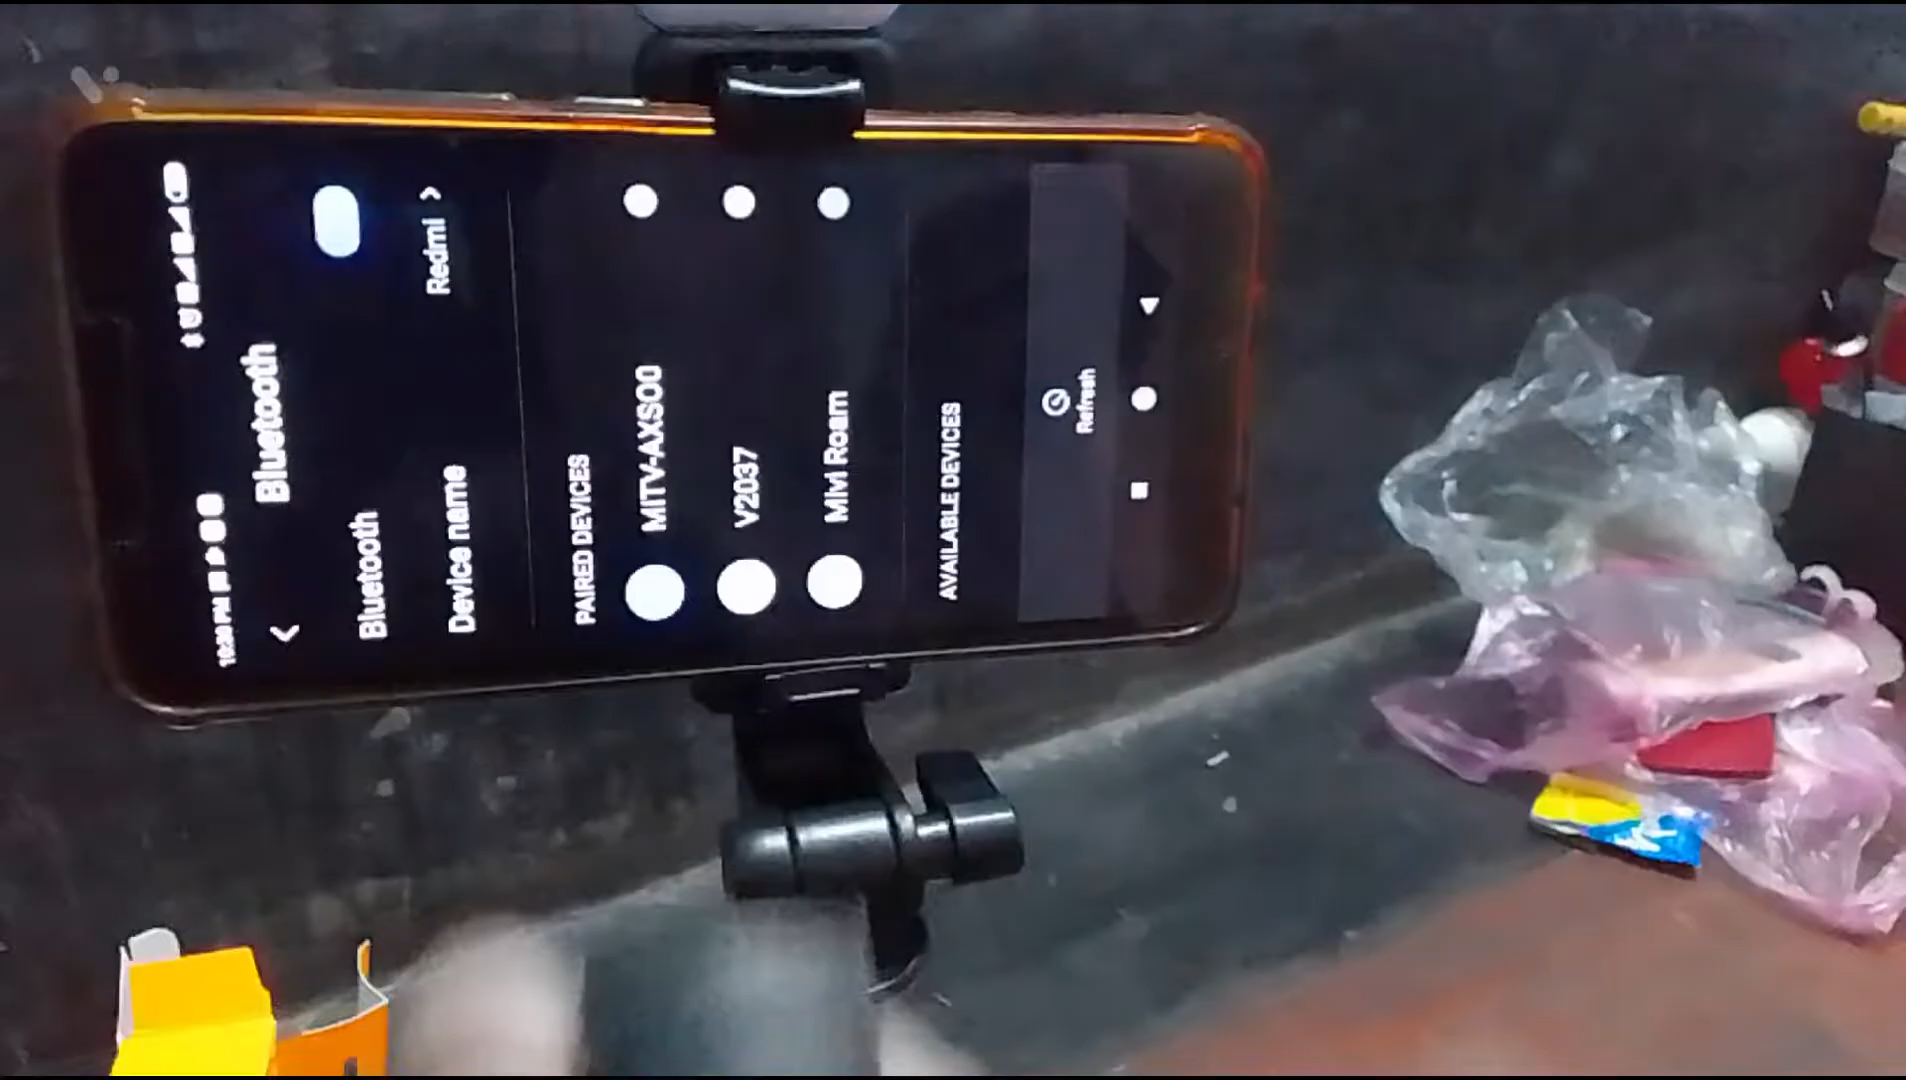 Bluetooth
Bluetooth
Device name
Redmi
PAIRED DEVICES
MITV-AXSO0
V2037
Mivi Roam
AVAILABLE DEVICES
Refresh